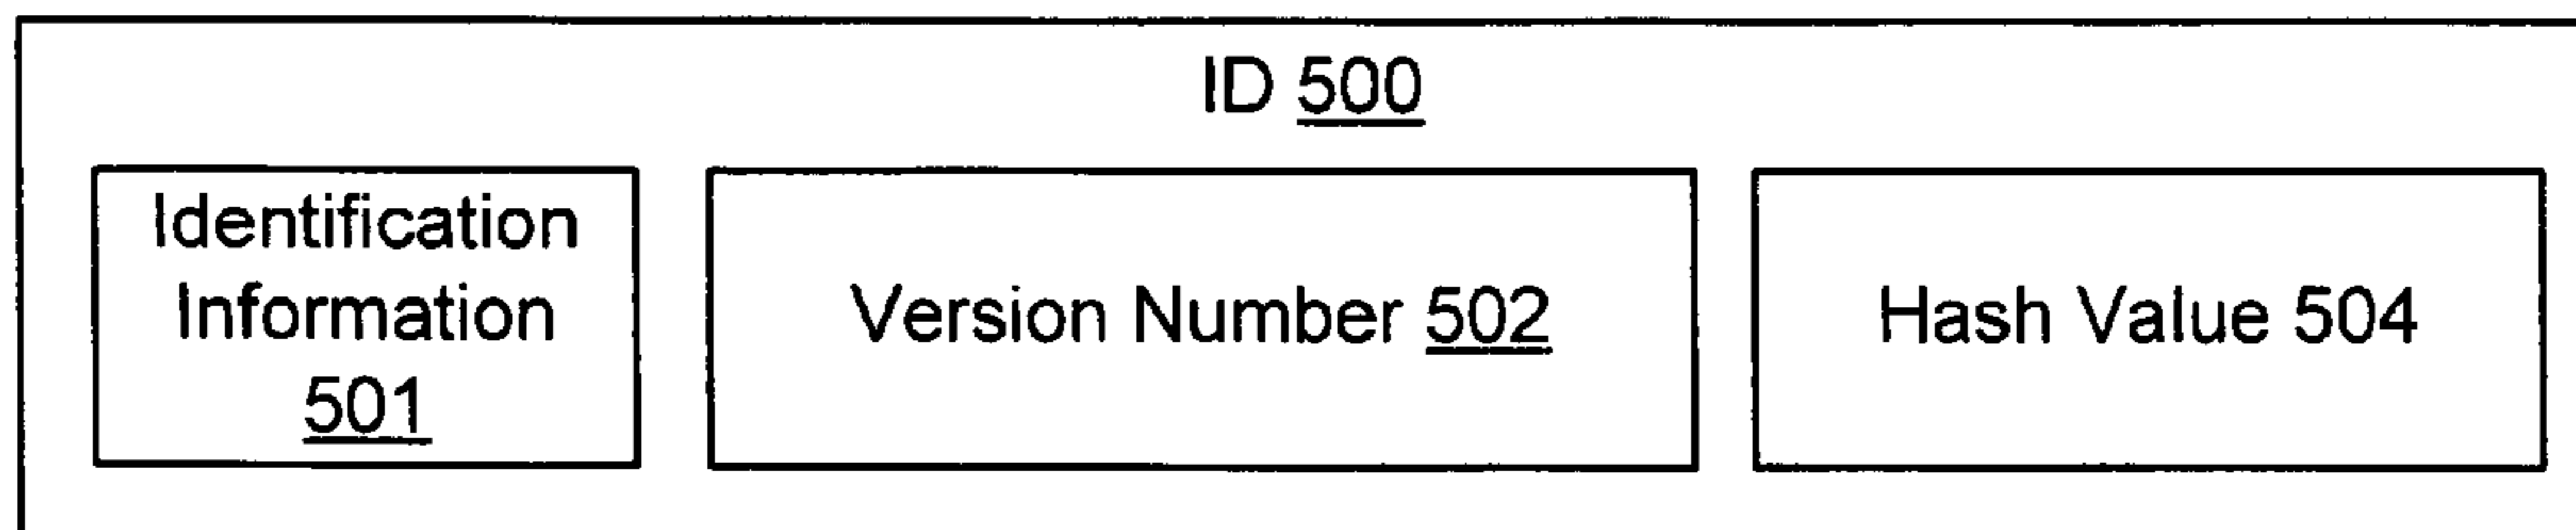 ID 500
Identification
Information
501
Version Number 502
Hash Value 504